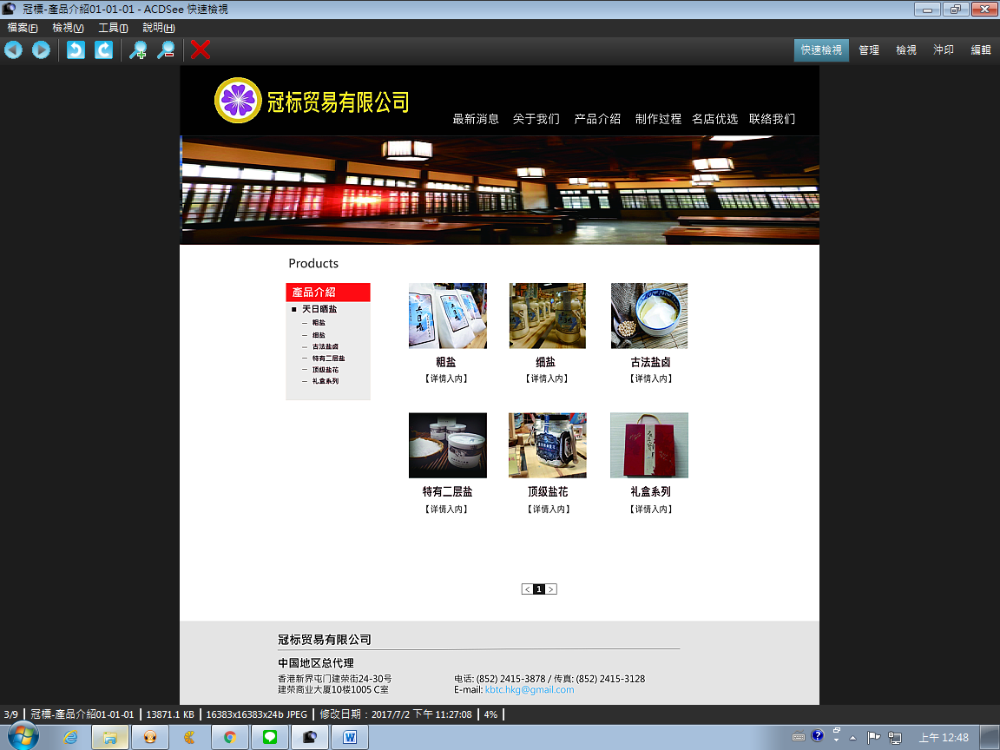 冠標-產品介紹01-01-01 - ACDSee 快速檢視
檔案(F) 檢視(V) 工具(T) 說明(H)
快速檢視 管理 檢視 沖印 編輯
冠标贸易有限公司
最新消息 关于我们 产品介绍 制作过程 名店优选 联络我们
Products
產品介紹
■ 天日晒盐
— 粗盐
— 细盐
— 古法盐卤
— 特有二层盐
— 顶级盐花
— 礼盒系列
粗盐 细盐 古法盐卤
【详情入内】 【详情入内】 【详情入内】
特有二层盐 顶级盐花 礼盒系列
【详情入内】 【详情入内】 【详情入内】
< 1 >
冠标贸易有限公司
中国地区总代理
香港新界屯门建荣街24-30号 电话: (852) 2415-3878 / 传真: (852) 2415-3128
建荣商业大厦10楼1005 C室 E-mail: kbtc.hkg@gmail.com
3/9 冠標-產品介紹01-01-01 13871.1 KB 16383x16383x24b JPEG 修改日期：2017/7/2 下午 11:27:08 4%
上午 12:48